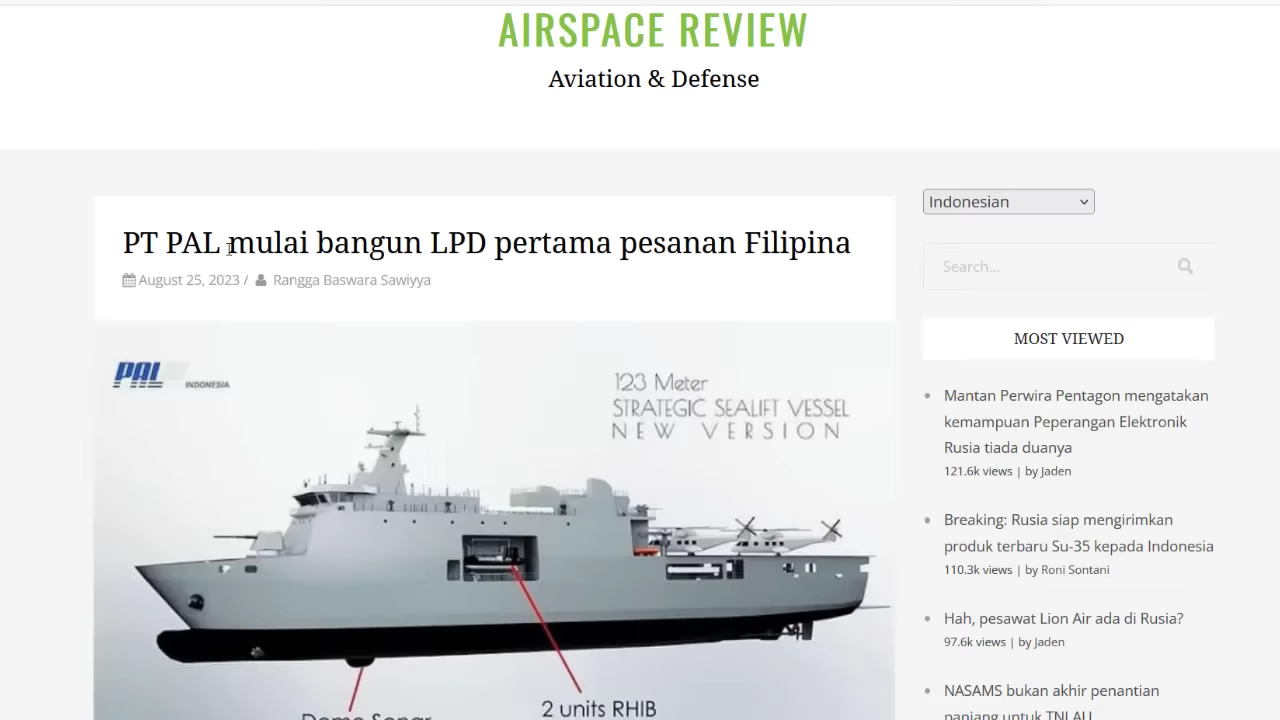 AIRSPACE REVIEW
Aviation & Defense
PT PAL mulai bangun LPD pertama pesanan Filipina
August 25, 2023 / Rangga Baswara Sawiyya
PAL INDONESIA
123 Meter
STRATEGIC SEALIFT VESSEL
NEW VERSION
2 units RHIB
Dome Sonar
Indonesian
Search...
MOST VIEWED
Mantan Perwira Pentagon mengatakan
kemampuan Peperangan Elektronik
Rusia tiada duanya
121.6k views | by Jaden
Breaking: Rusia siap mengirimkan
produk terbaru Su-35 kepada Indonesia
110.3k views | by Roni Sontani
Hah, pesawat Lion Air ada di Rusia?
97.6k views | by Jaden
NASAMS bukan akhir penantian
panjang untuk TNI AU